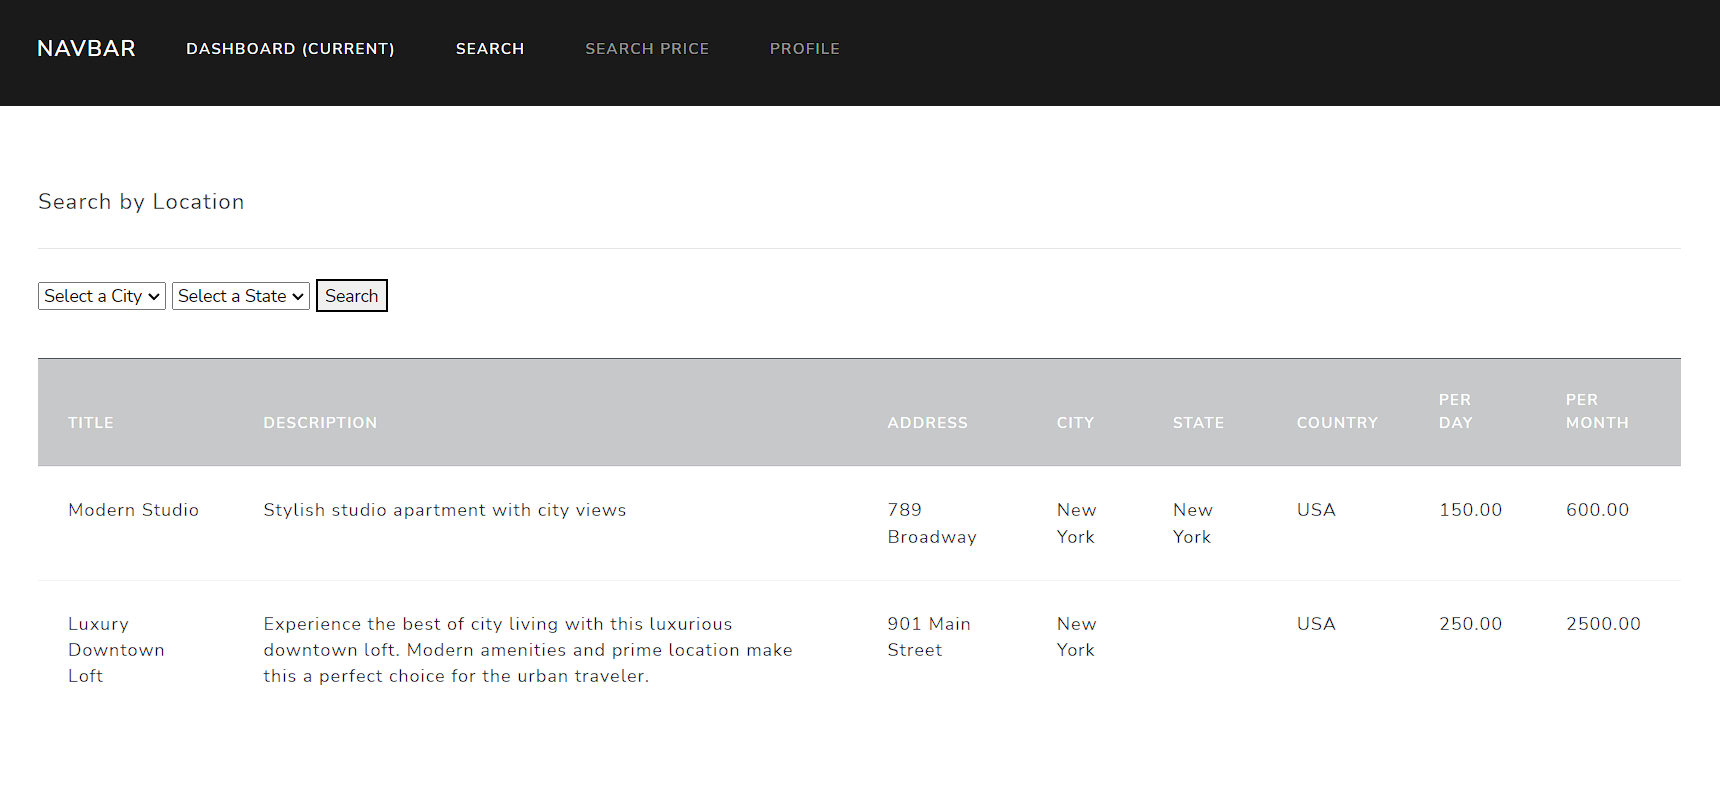 NAVBAR DASHBOARD (CURRENT) SEARCH SEARCH PRICE PROFILE
Search by Location
Select a City Select a State Search
TITLE DESCRIPTION ADDRESS CITY STATE COUNTRY PER DAY PER MONTH
Modern Studio Stylish studio apartment with city views 789 New New USA 150.00 600.00
Broadway York York
Luxury Experience the best of city living with this luxurious 901 Main New USA 250.00 2500.00
Downtown downtown loft. Modern amenities and prime location make Street York
Loft this a perfect choice for the urban traveler.